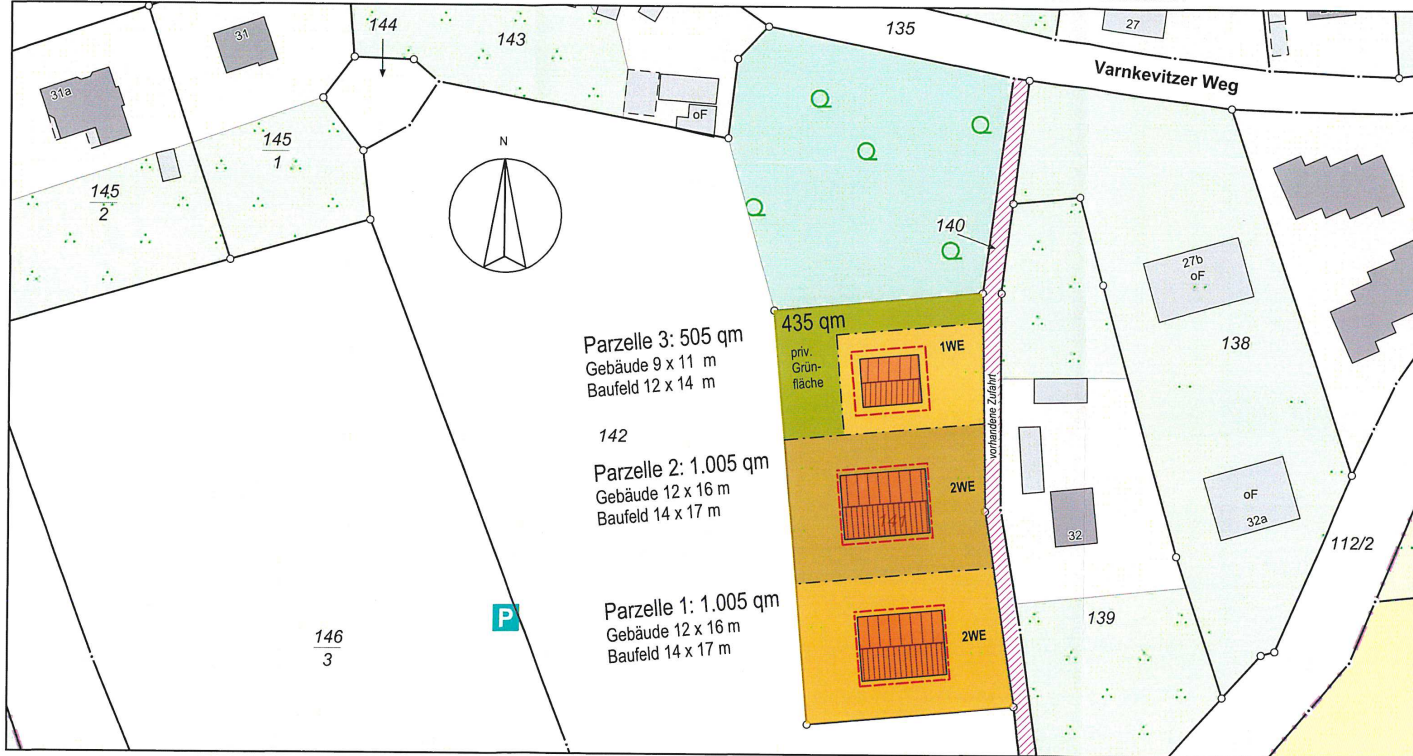 144
143
135
27
31
Varnkevitzer Weg
31a
oF
145
1
145
2
N
140
27b
oF
138
435 qm
priv.
Grün-
fläche
1WE
Parzelle 3: 505 qm
Gebäude 9 x 11 m
Baufeld 12 x 14 m
vorhandene Zufahrt
142
Parzelle 2: 1.005 qm
Gebäude 12 x 16 m
Baufeld 14 x 17 m
2WE
141
oF
32a
32
112/2
Parzelle 1: 1.005 qm
Gebäude 12 x 16 m
Baufeld 14 x 17 m
2WE
P
139
146
3